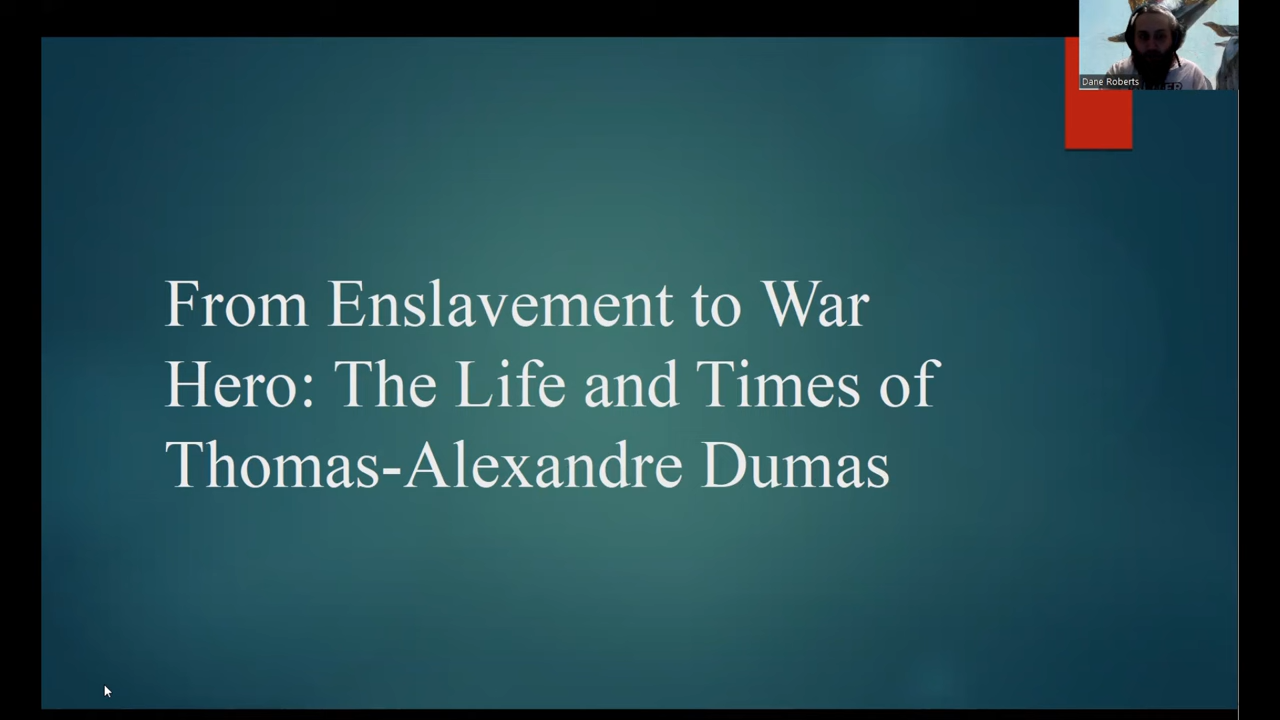 Dane Roberts
From Enslavement to War
Hero: The Life and Times of
Thomas-Alexandre Dumas